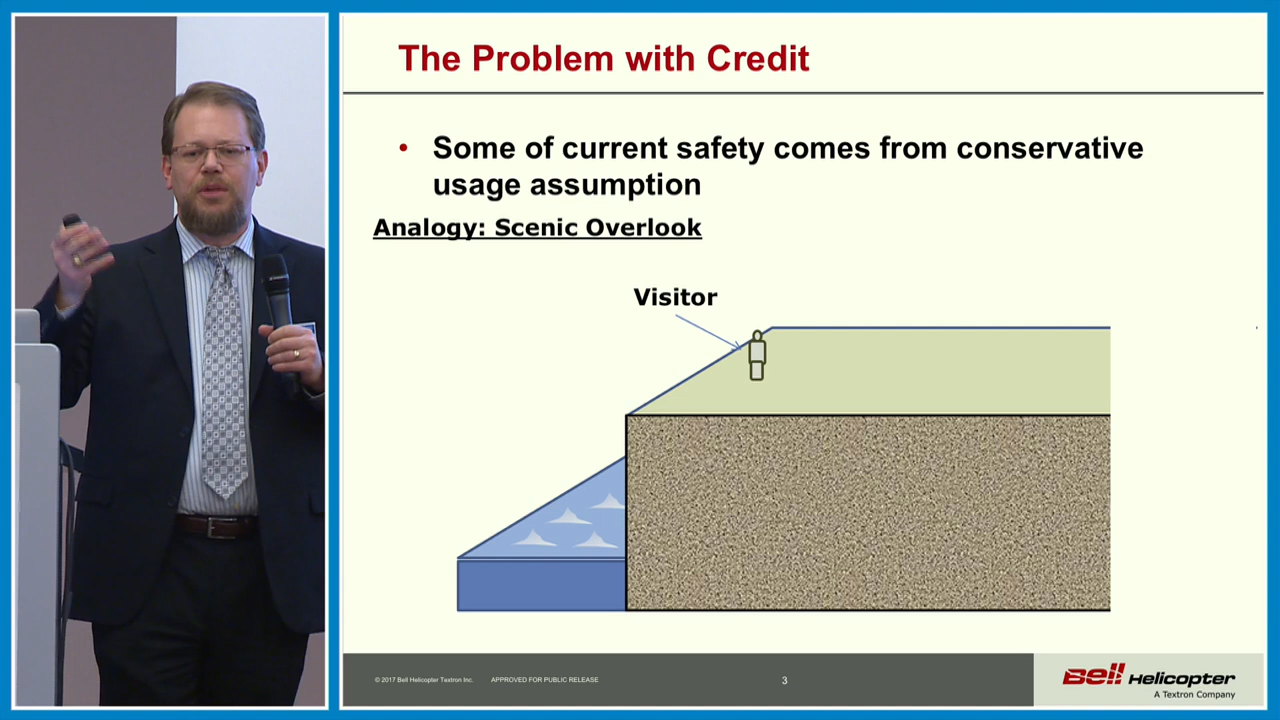 The Problem with Credit
• Some of current safety comes from conservative
usage assumption
Analogy: Scenic Overlook
Visitor
© 2017 Bell Helicopter Textron Inc. APPROVED FOR PUBLIC RELEASE
3
Bell Helicopter
A Textron Company